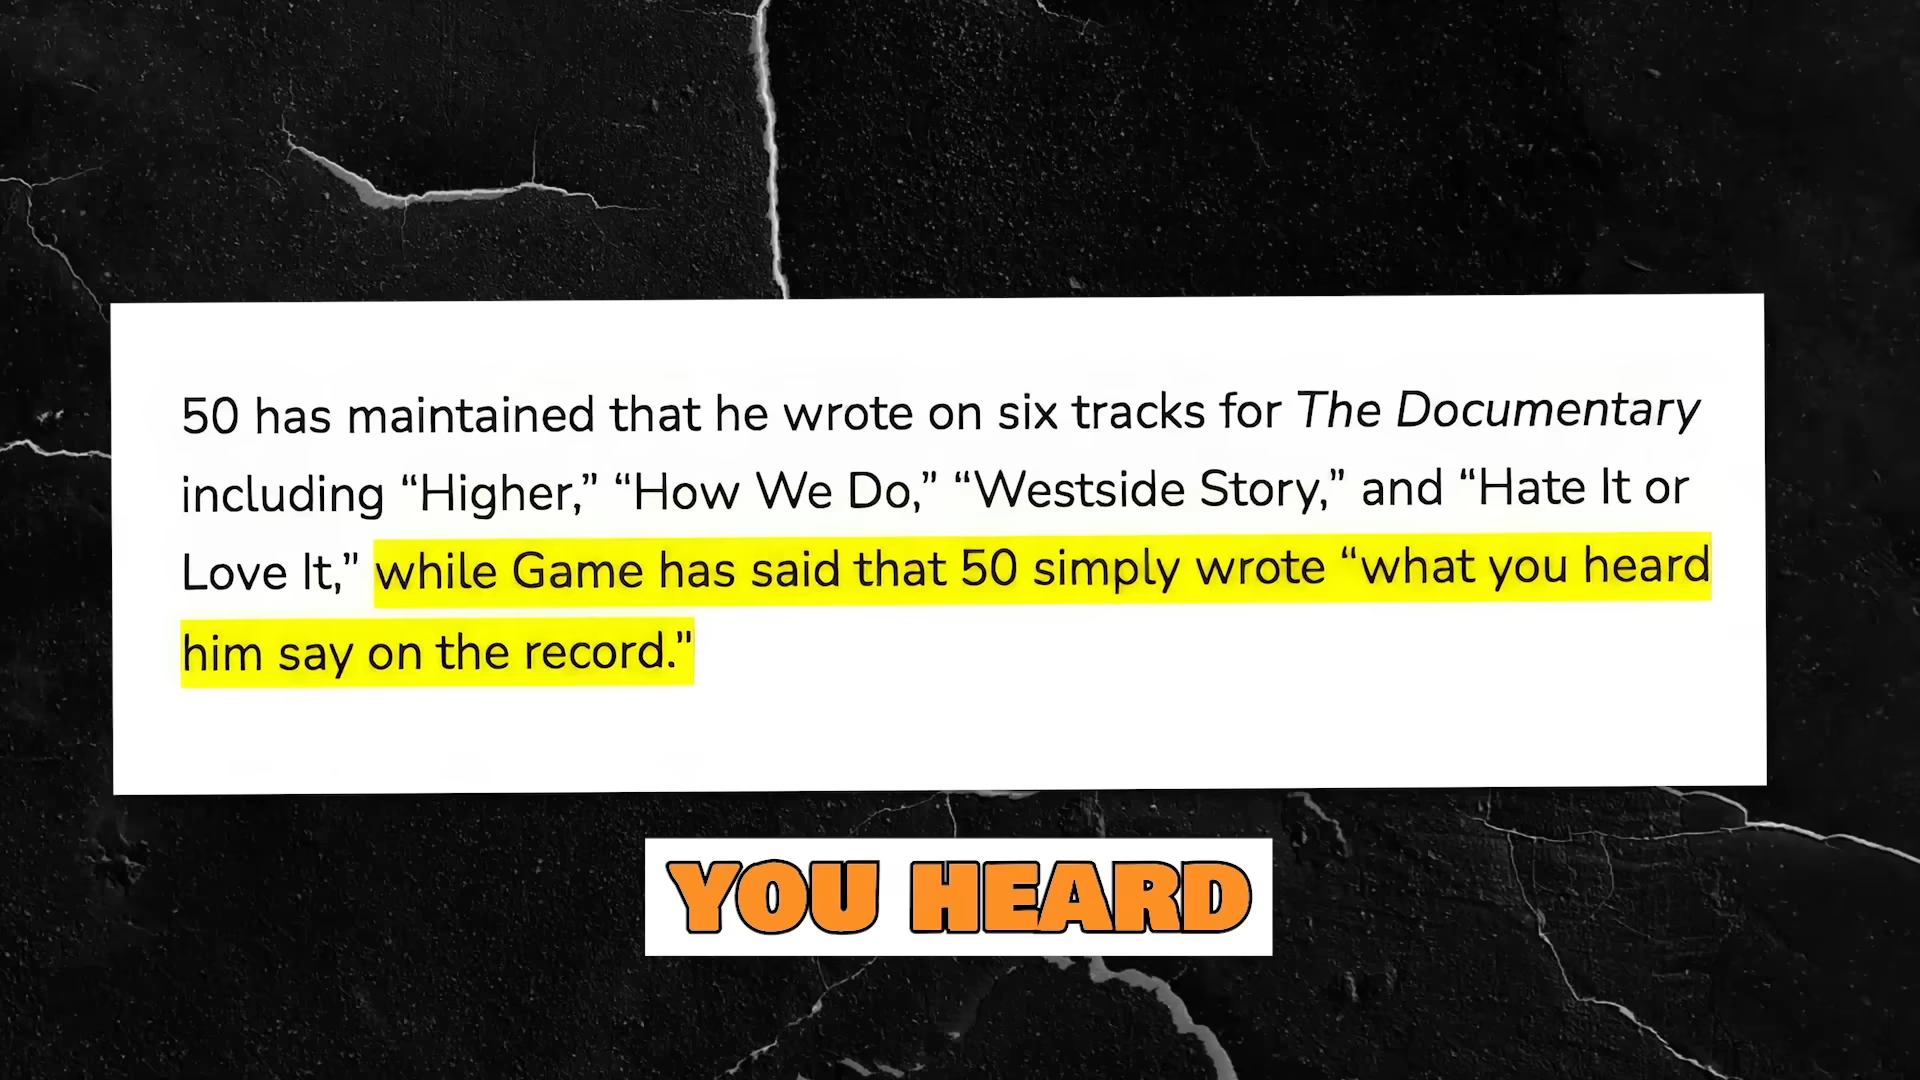 50 has maintained that he wrote on six tracks for The Documentary
including “Higher,” “How We Do,” “Westside Story,” and “Hate It or
Love It,” while Game has said that 50 simply wrote “what you heard
him say on the record.”
YOU HEARD